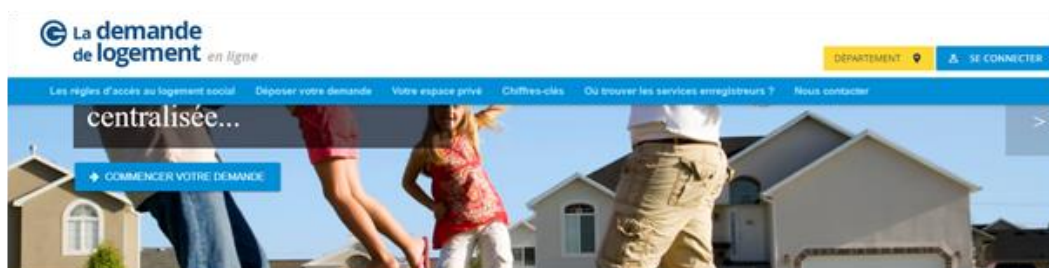 La demande
de logement en ligne
DÉPARTEMENT
SE CONNECTER
Les règles d'accès au logement social Déposer votre demande Votre espace privé Chiffres-clés Où trouver les services enregistreurs ? Nous contacter
centralisée...
>
→ COMMENCER VOTRE DEMANDE